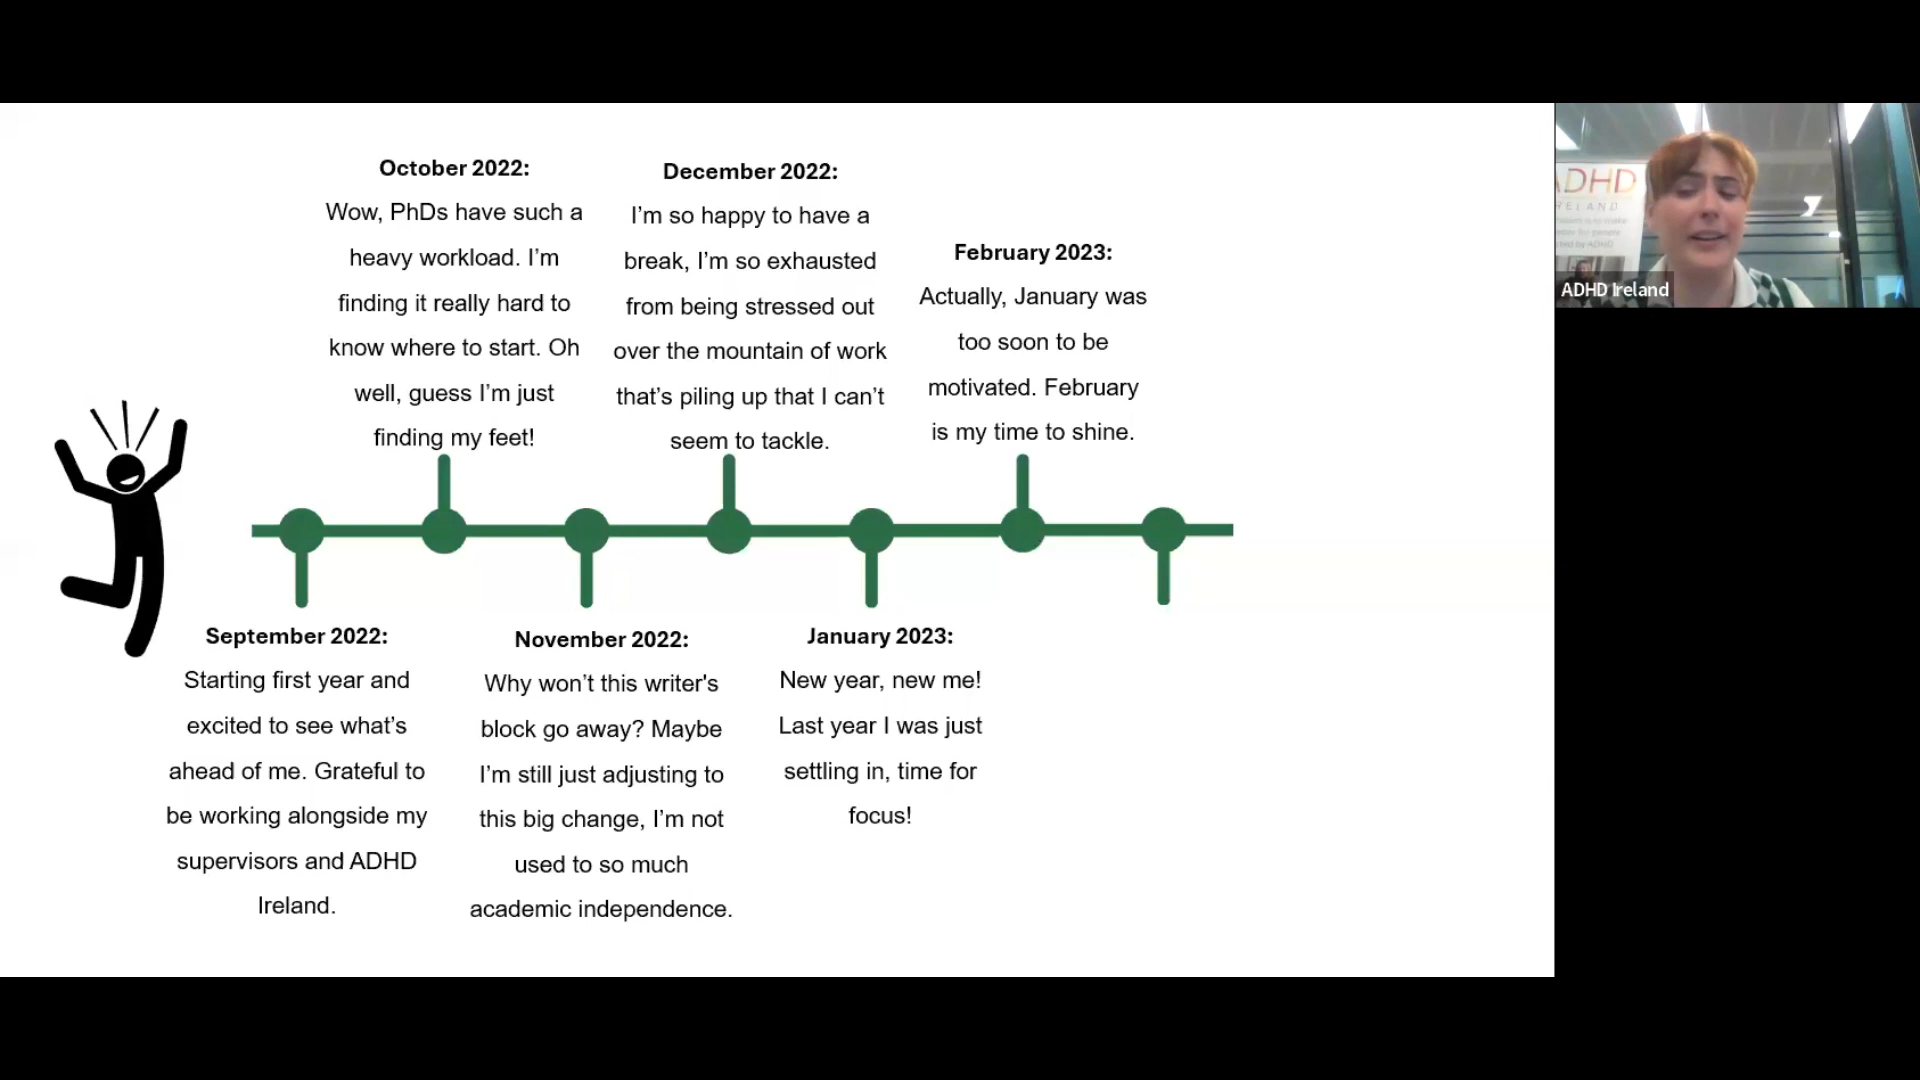 October 2022:
Wow, PhDs have such a
heavy workload. I’m
finding it really hard to
know where to start. Oh
well, guess I’m just
finding my feet!
December 2022:
I’m so happy to have a
break, I’m so exhausted
from being stressed out
over the mountain of work
that’s piling up that I can’t
seem to tackle.
February 2023:
Actually, January was
too soon to be
motivated. February
is my time to shine.
September 2022:
Starting first year and
excited to see what’s
ahead of me. Grateful to
be working alongside my
supervisors and ADHD
Ireland.
November 2022:
Why won’t this writer's
block go away? Maybe
I’m still just adjusting to
this big change, I’m not
used to so much
academic independence.
January 2023:
New year, new me!
Last year I was just
settling in, time for
focus!
ADHD
IRELAND
ADHD Ireland